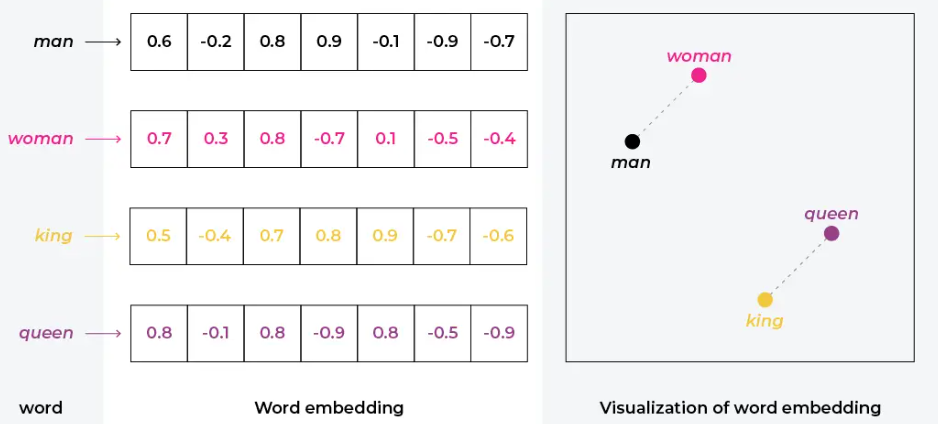 man 0.6 -0.2 0.8 0.9 -0.1 -0.9 -0.7
woman 0.7 0.3 0.8 -0.7 0.1 -0.5 -0.4
king 0.5 -0.4 0.7 0.8 0.9 -0.7 -0.6
queen 0.8 -0.1 0.8 -0.9 0.8 -0.5 -0.9
word
Word embedding
woman
man
queen
king
Visualization of word embedding